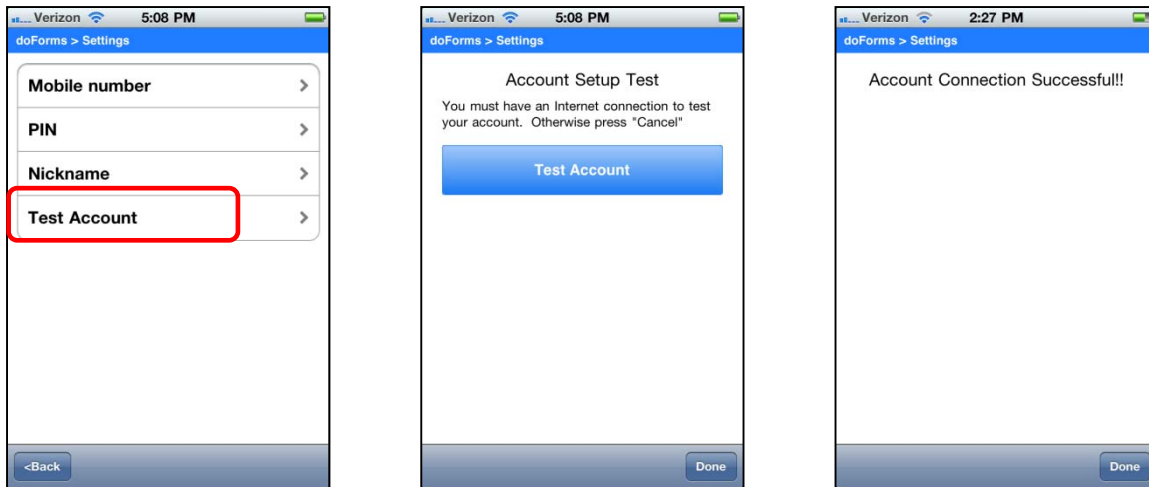 Verizon 5:08 PM
doForms > Settings
Mobile number
PIN
Nickname
Test Account
<Back
Verizon 5:08 PM
doForms > Settings
Account Setup Test
You must have an Internet connection to test
your account. Otherwise press "Cancel"
Test Account
Done
Verizon 2:27 PM
doForms > Settings
Account Connection Successful!!
Done